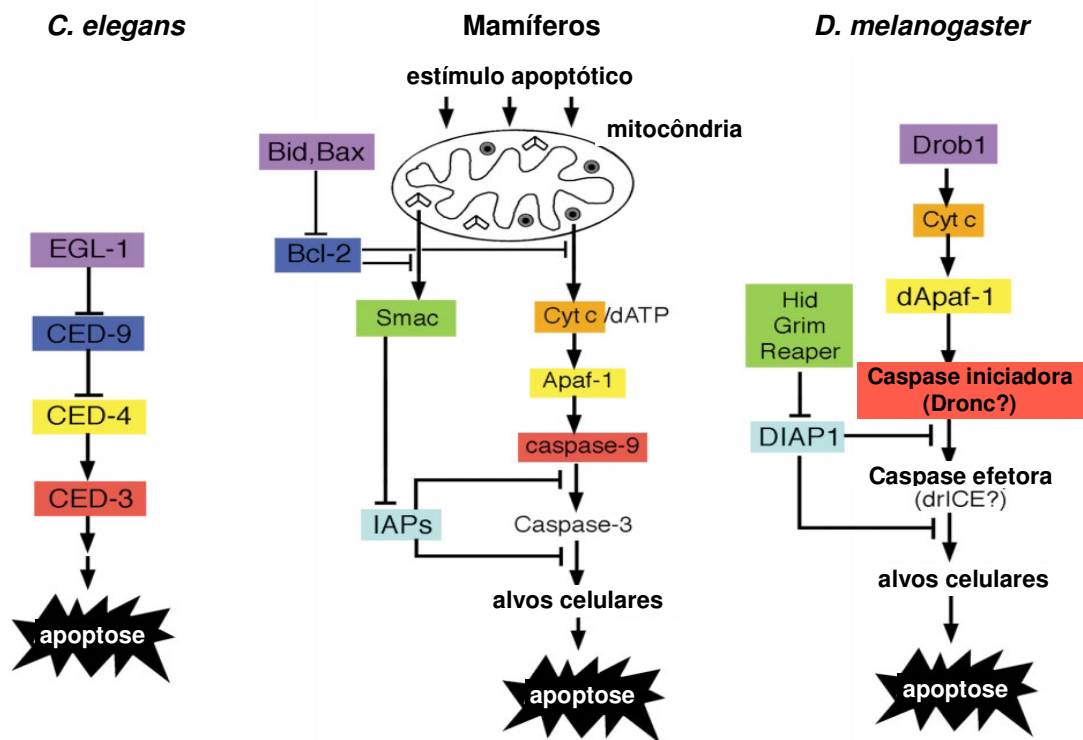 C. elegans
EGL-1
CED-9
CED-4
CED-3
apoptose
Mamíferos
estímulo apoptótico
mitocôndria
Bid,Bax
Bcl-2
Smac
Cyt c/dATP
Apaf-1
caspase-9
IAPs
Caspase-3
alvos celulares
apoptose
D. melanogaster
Drob1
Cyt c
dApaf-1
Hid
Grim
Reaper
Caspase iniciadora
(Dronc?)
DIAP1
Caspase efetora
(drICE?)
alvos celulares
apoptose